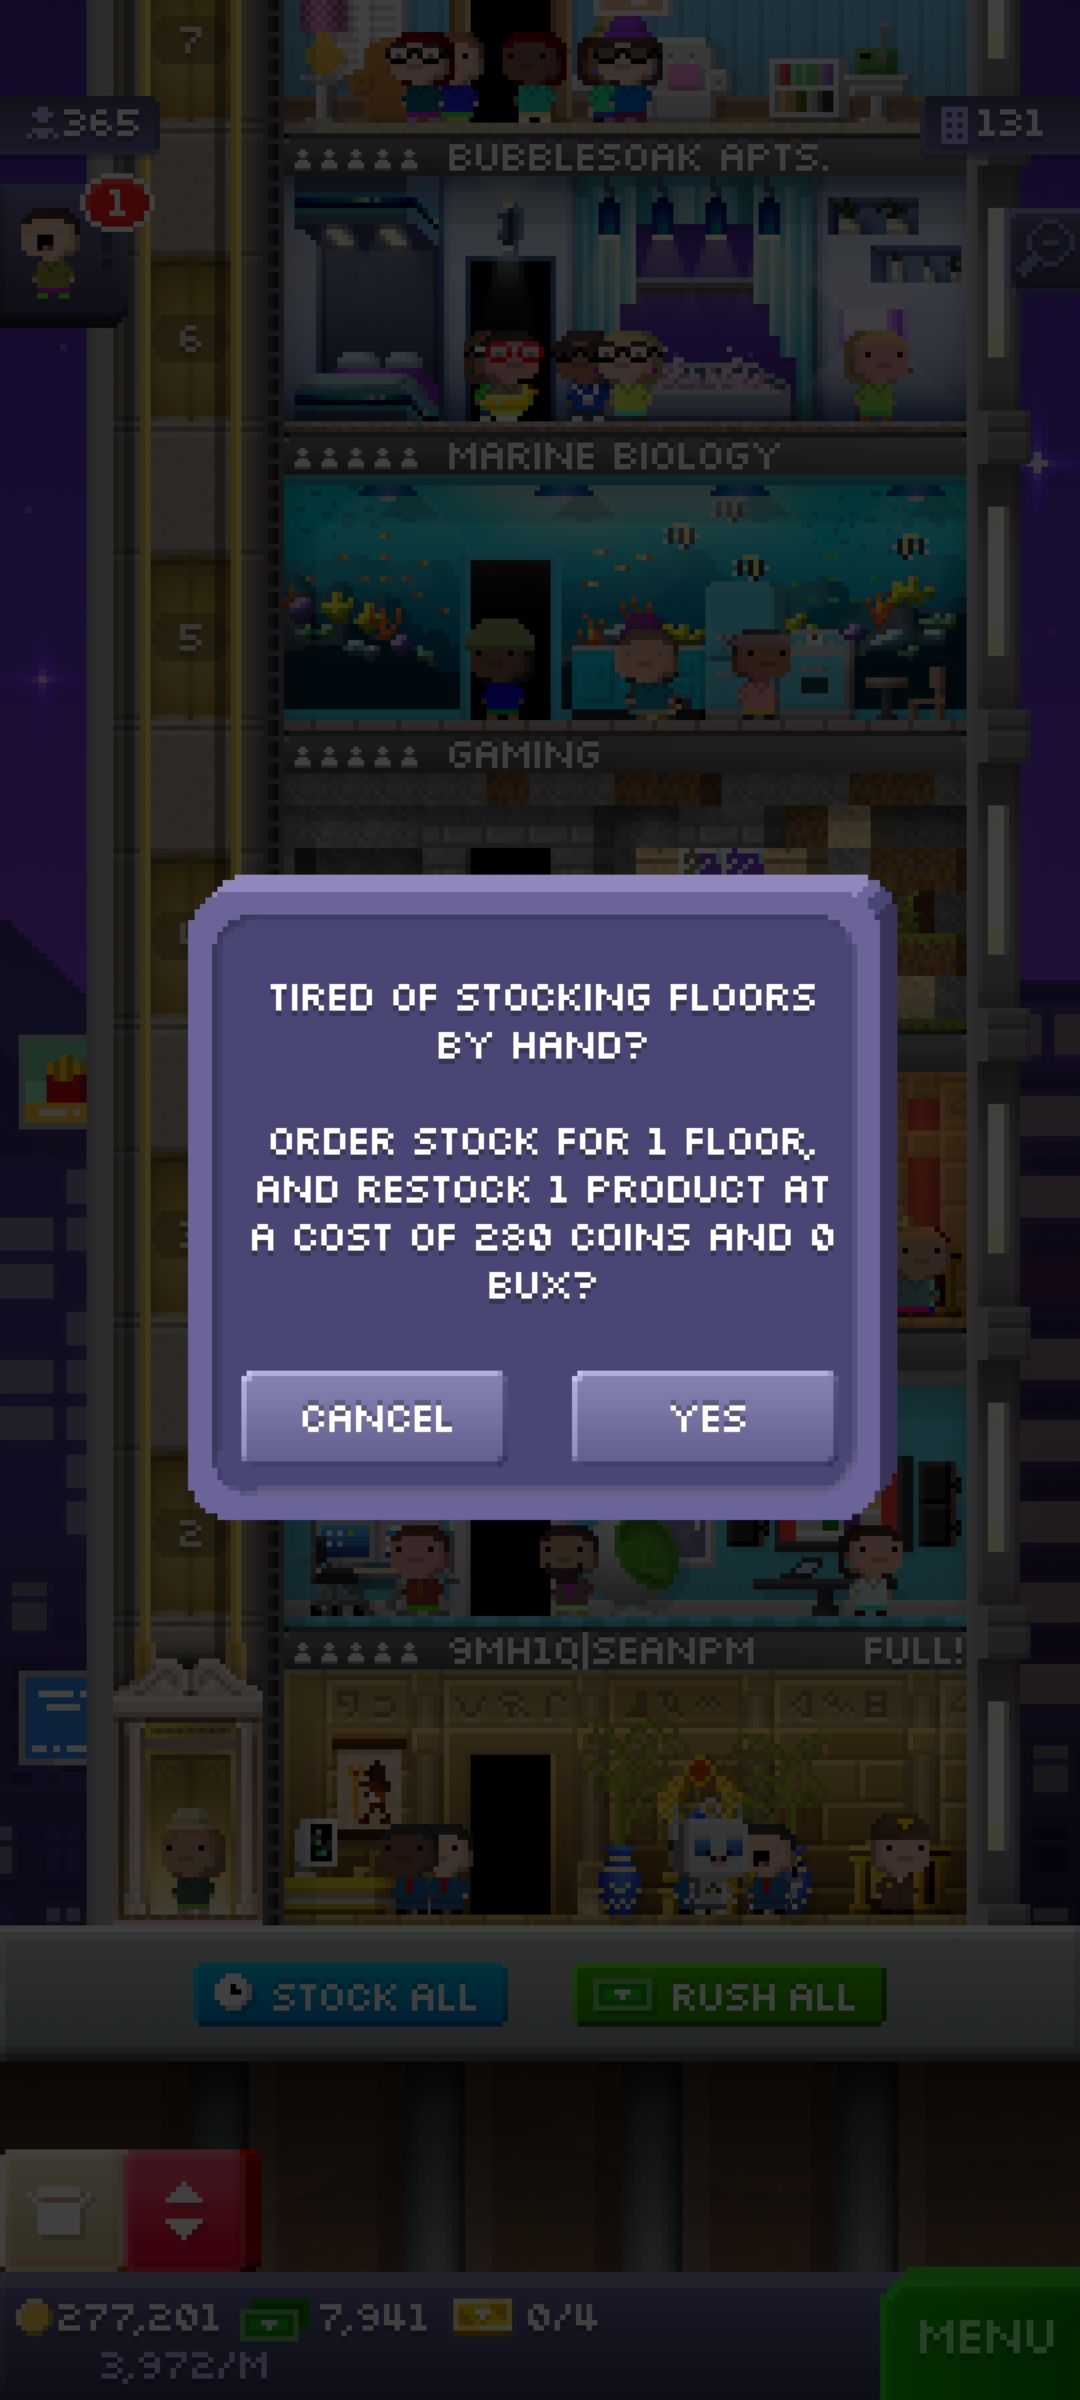 7
365
131
BUBBLESOAK APTS.
1
6
MARINE BIOLOGY
5
GAMING
TIRED OF STOCKING FLOORS
BY HAND?
ORDER STOCK FOR 1 FLOOR,
AND RESTOCK 1 PRODUCT AT
A COST OF 280 COINS AND 0
BUX?
CANCEL
YES
2
9MH1Q|SEANPM
FULL!
STOCK ALL
RUSH ALL
277,201
7,941
0/4
3,972/M
MENU